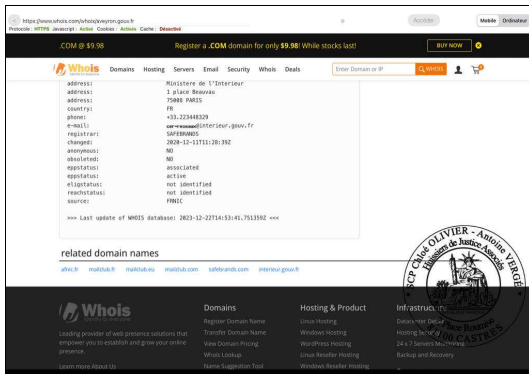 https://www.whois.com/whois/aveyron.gouv.fr
Accéder
Mobile Ordinateur
Protocole : HTTPS Javascript : Activé Cookies : Activés Cache : Désactivé
.COM @ $9.98
Register a .COM domain for only $9.98! While stocks last!
BUY NOW
Whois
Domains Hosting Servers Email Security Whois Deals
Enter Domain or IP
WHOIS
address: Ministere de l'Interieur
address: 1 place Beauvau
address: 75008 PARIS
country: FR
phone: +33.223448329
e-mail: @interieur.gouv.fr
registrar: SAFEBRANDS
changed: 2020-12-11T11:28:39Z
anonymous: NO
obsoleted: NO
eppstatus: associated
eppstatus: active
eligstatus: not identified
reachstatus: not identified
source: FRNIC
>>> Last update of WHOIS database: 2023-12-22T14:53:41.751359Z <<<
related domain names
afnic.fr mailclub.fr mailclub.eu mailclub.com safebrands.com interieur.gouv.fr
SCP Chloé OLIVIER - Antoine VERGÉ
Huissiers de Justice Associés
81100 CASTRES
Whois
Leading provider of web presence solutions that
empower you to establish and grow your online
presence.
Learn more About Us
Domains
Register Domain Name
Transfer Domain Name
View Domain Pricing
Whois Lookup
Name Suggestion Tool
Hosting & Product
Linux Hosting
Windows Hosting
WordPress Hosting
Linux Reseller Hosting
Windows Reseller Hosting
Infrastructure
Datacenter Details
Hosting Security
24 x 7 Servers Monitoring
Backup and Recovery